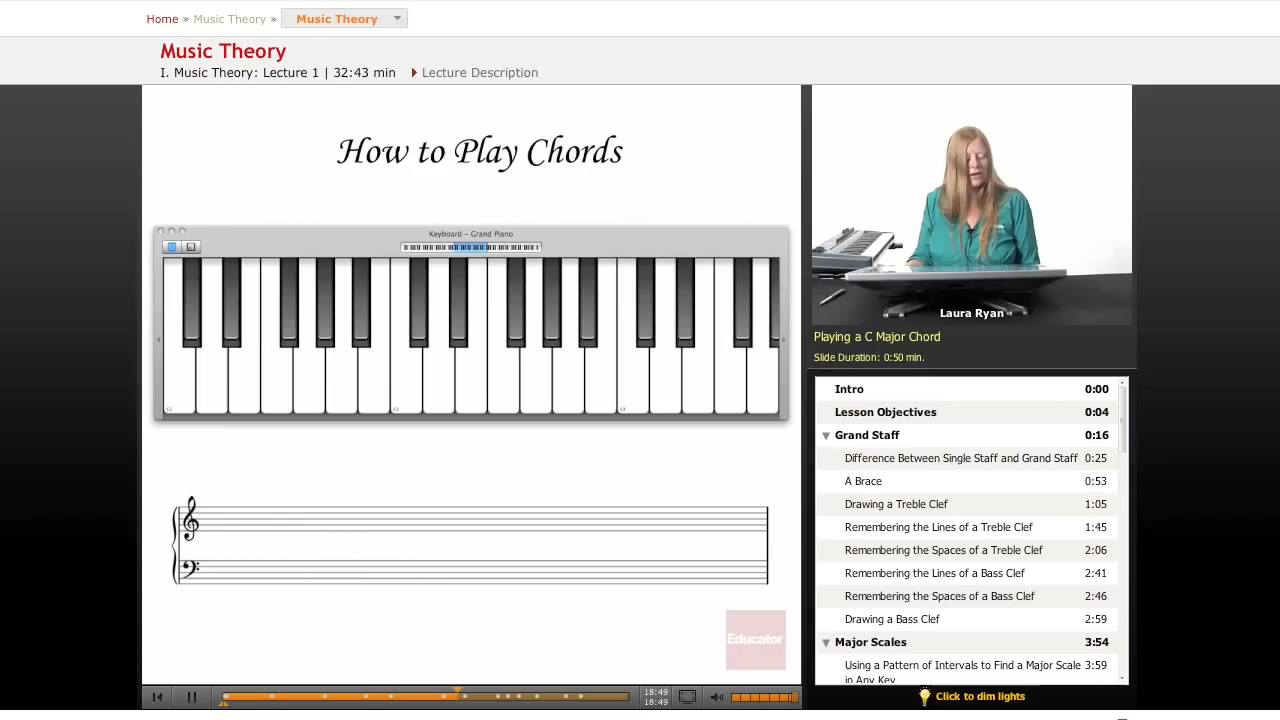 Home » Music Theory » Music Theory
Music Theory
I. Music Theory: Lecture 1 | 32:43 min Lecture Description
How to Play Chords
Keyboard – Grand Piano
C2 C3 C4
Educator
18:49
18:49
Laura Ryan
Playing a C Major Chord
Slide Duration: 0:50 min.
Intro 0:00
Lesson Objectives 0:04
Grand Staff 0:16
Difference Between Single Staff and Grand Staff 0:25
A Brace 0:53
Drawing a Treble Clef 1:05
Remembering the Lines of a Treble Clef 1:45
Remembering the Spaces of a Treble Clef 2:06
Remembering the Lines of a Bass Clef 2:41
Remembering the Spaces of a Bass Clef 2:46
Drawing a Bass Clef 2:59
Major Scales 3:54
Using a Pattern of Intervals to Find a Major Scale 3:59
in Any Key
Click to dim lights